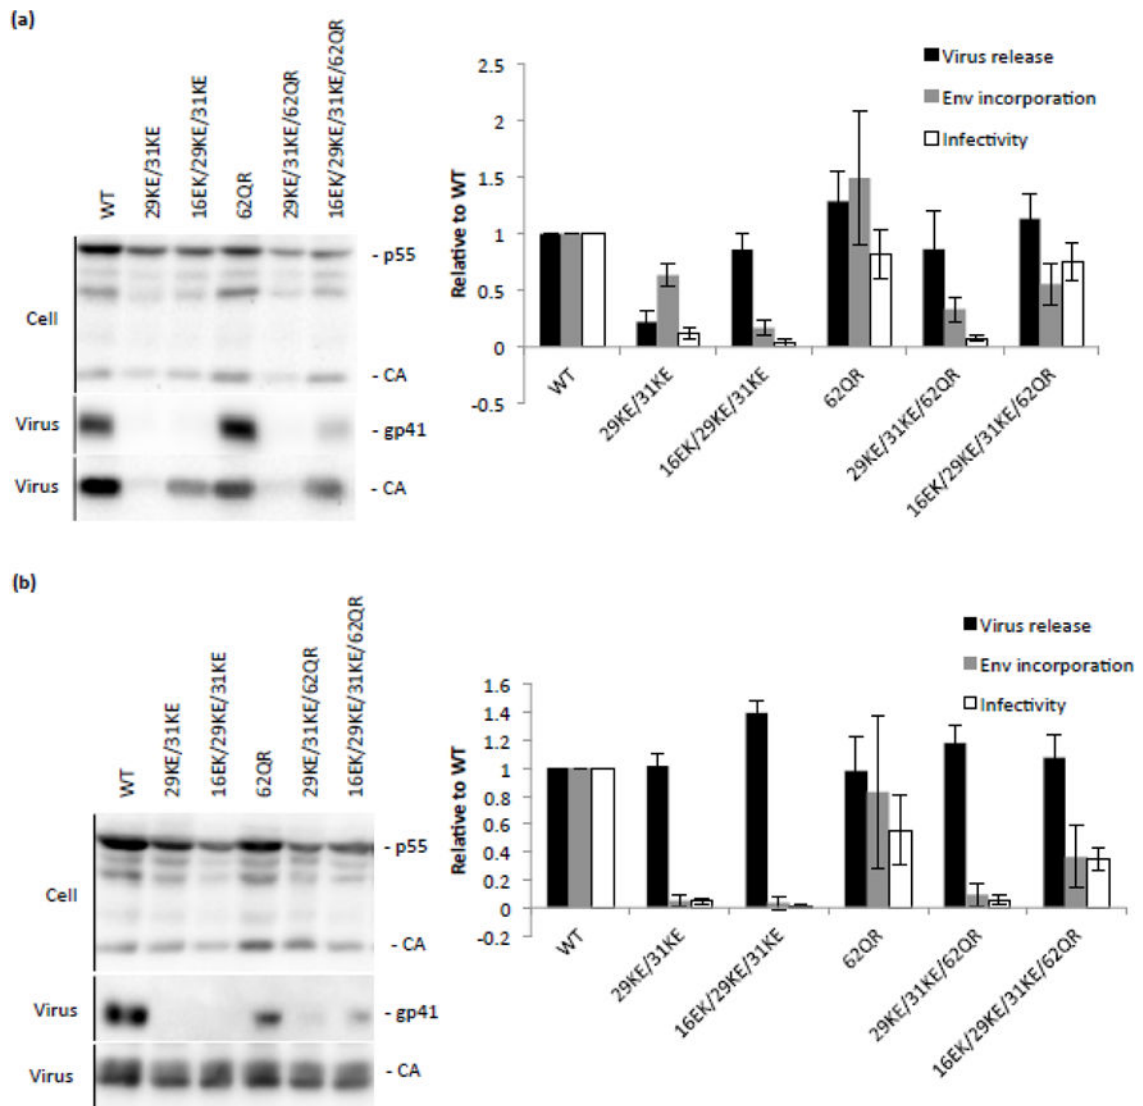 (a)
WT
29KE/31KE
16EK/29KE/31KE
62QR
29KE/31KE/62QR
16EK/29KE/31KE/62QR
Cell
- p55
- CA
Virus
- gp41
Virus
- CA
Relative to WT
2.5
2
1.5
1
0.5
0
-0.5
Virus release
Env incorporation
Infectivity
WT
29KE/31KE
16EK/29KE/31KE
62QR
29KE/31KE/62QR
16EK/29KE/31KE/62QR
(b)
WT
29KE/31KE
16EK/29KE/31KE
62QR
29KE/31KE/62QR
16EK/29KE/31KE/62QR
Cell
- p55
- CA
Virus
- gp41
Virus
- CA
Relative to WT
1.6
1.4
1.2
1
0.8
0.6
0.4
0.2
0
-0.2
Virus release
Env incorporation
Infectivity
WT
29KE/31KE
16EK/29KE/31KE
62QR
29KE/31KE/62QR
16EK/29KE/31KE/62QR